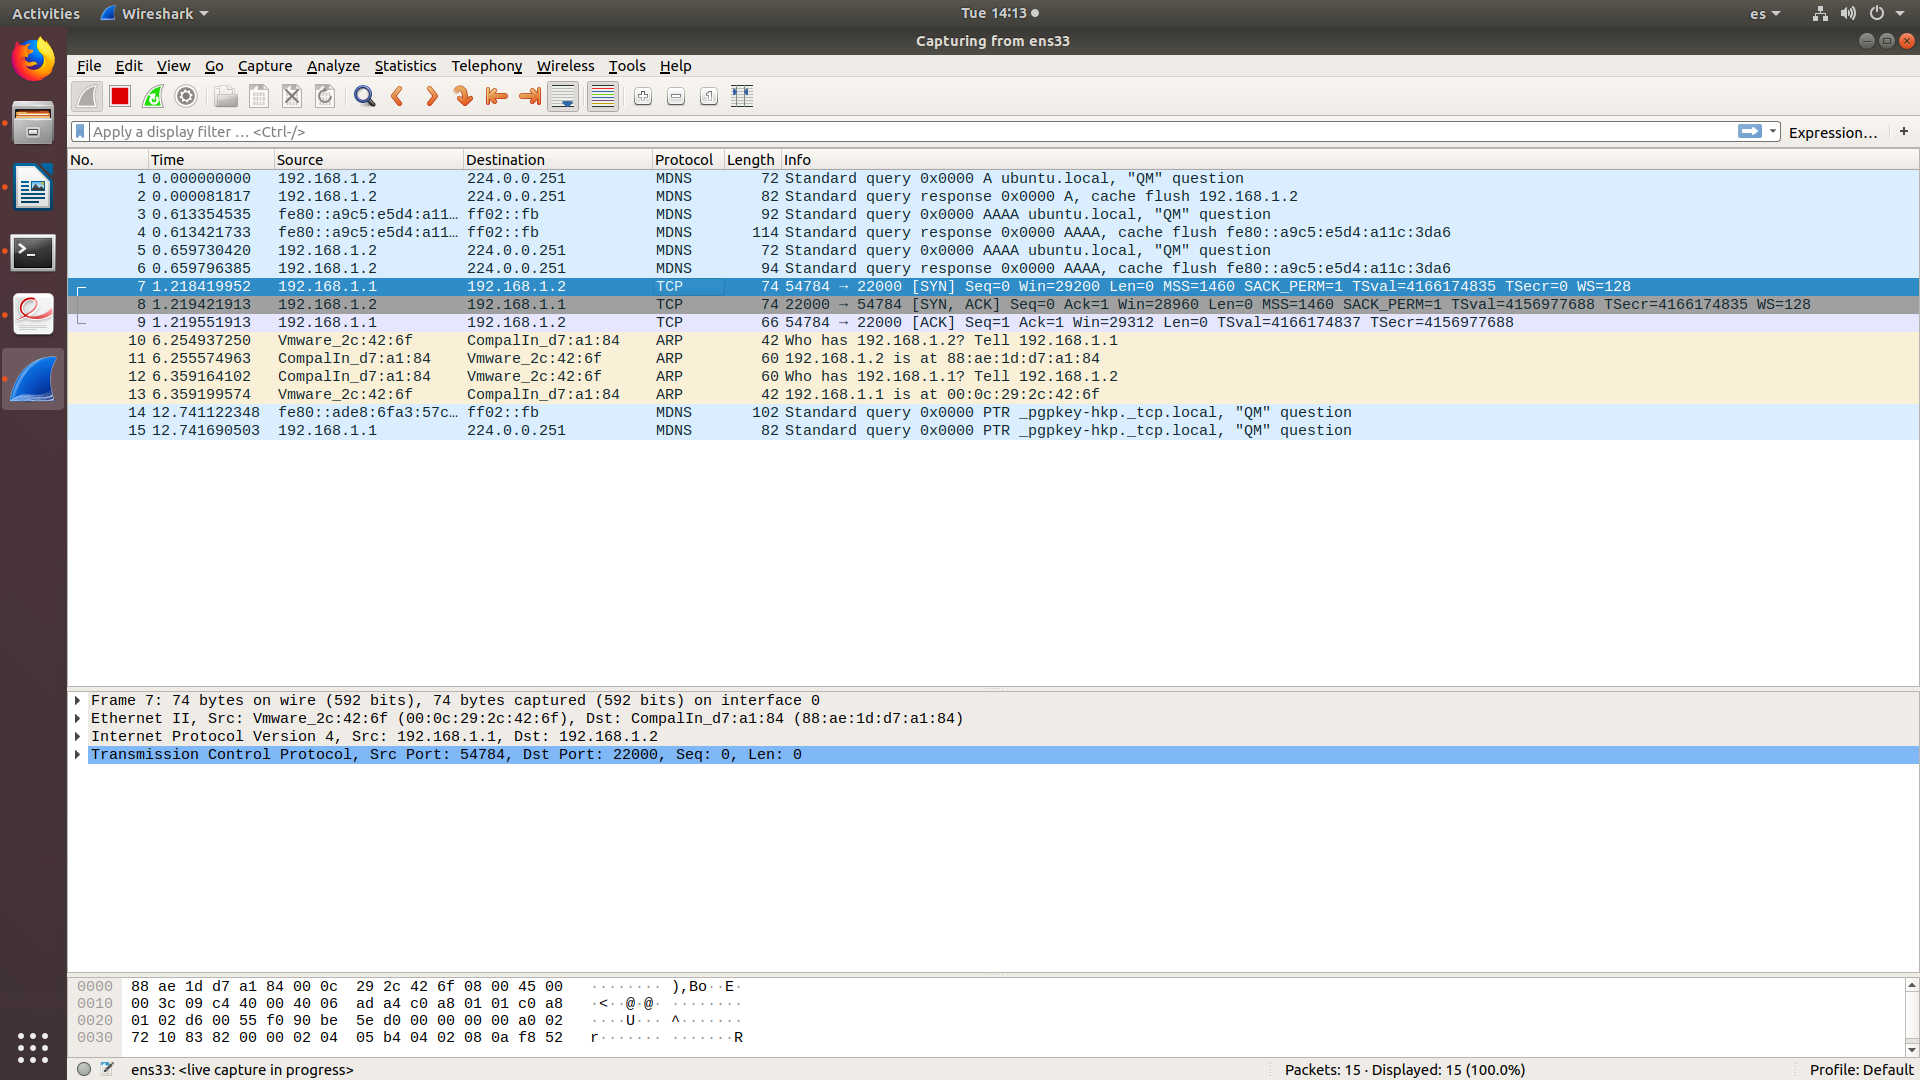 Activities Wireshark Tue 14:13 es
Capturing from ens33
File Edit View Go Capture Analyze Statistics Telephony Wireless Tools Help
Apply a display filter … <Ctrl-/> Expression… +
No. Time Source Destination Protocol Length Info
1 0.000000000 192.168.1.2 224.0.0.251 MDNS 72 Standard query 0x0000 A ubuntu.local, "QM" question
2 0.000081817 192.168.1.2 224.0.0.251 MDNS 82 Standard query response 0x0000 A, cache flush 192.168.1.2
3 0.613354535 fe80::a9c5:e5d4:a11… ff02::fb MDNS 92 Standard query 0x0000 AAAA ubuntu.local, "QM" question
4 0.613421733 fe80::a9c5:e5d4:a11… ff02::fb MDNS 114 Standard query response 0x0000 AAAA, cache flush fe80::a9c5:e5d4:a11c:3da6
5 0.659730420 192.168.1.2 224.0.0.251 MDNS 72 Standard query 0x0000 AAAA ubuntu.local, "QM" question
6 0.659796385 192.168.1.2 224.0.0.251 MDNS 94 Standard query response 0x0000 AAAA, cache flush fe80::a9c5:e5d4:a11c:3da6
7 1.218419952 192.168.1.1 192.168.1.2 TCP 74 54784 → 22000 [SYN] Seq=0 Win=29200 Len=0 MSS=1460 SACK_PERM=1 TSval=4166174835 TSecr=0 WS=128
8 1.219421913 192.168.1.2 192.168.1.1 TCP 74 22000 → 54784 [SYN, ACK] Seq=0 Ack=1 Win=28960 Len=0 MSS=1460 SACK_PERM=1 TSval=4156977688 TSecr=4166174835 WS=128
9 1.219551913 192.168.1.1 192.168.1.2 TCP 66 54784 → 22000 [ACK] Seq=1 Ack=1 Win=29312 Len=0 TSval=4166174837 TSecr=4156977688
10 6.254937250 Vmware_2c:42:6f CompalIn_d7:a1:84 ARP 42 Who has 192.168.1.2? Tell 192.168.1.1
11 6.255574963 CompalIn_d7:a1:84 Vmware_2c:42:6f ARP 60 192.168.1.2 is at 88:ae:1d:d7:a1:84
12 6.359164102 CompalIn_d7:a1:84 Vmware_2c:42:6f ARP 60 Who has 192.168.1.1? Tell 192.168.1.2
13 6.359199574 Vmware_2c:42:6f CompalIn_d7:a1:84 ARP 42 192.168.1.1 is at 00:0c:29:2c:42:6f
14 12.741122348 fe80::ade8:6fa3:57c… ff02::fb MDNS 102 Standard query 0x0000 PTR _pgpkey-hkp._tcp.local, "QM" question
15 12.741690503 192.168.1.1 224.0.0.251 MDNS 82 Standard query 0x0000 PTR _pgpkey-hkp._tcp.local, "QM" question
Frame 7: 74 bytes on wire (592 bits), 74 bytes captured (592 bits) on interface 0
Ethernet II, Src: Vmware_2c:42:6f (00:0c:29:2c:42:6f), Dst: CompalIn_d7:a1:84 (88:ae:1d:d7:a1:84)
Internet Protocol Version 4, Src: 192.168.1.1, Dst: 192.168.1.2
Transmission Control Protocol, Src Port: 54784, Dst Port: 22000, Seq: 0, Len: 0
0000 88 ae 1d d7 a1 84 00 0c 29 2c 42 6f 08 00 45 00 ········ ),Bo··E·
0010 00 3c 09 c4 40 00 40 06 ad a4 c0 a8 01 01 c0 a8 ·<··@·@· ········
0020 01 02 d6 00 55 f0 90 be 5e d0 00 00 00 00 a0 02 ····U··· ^·······
0030 72 10 83 82 00 00 02 04 05 b4 04 02 08 0a f8 52 r······· ·······R
ens33: <live capture in progress> Packets: 15 · Displayed: 15 (100.0%) Profile: Default